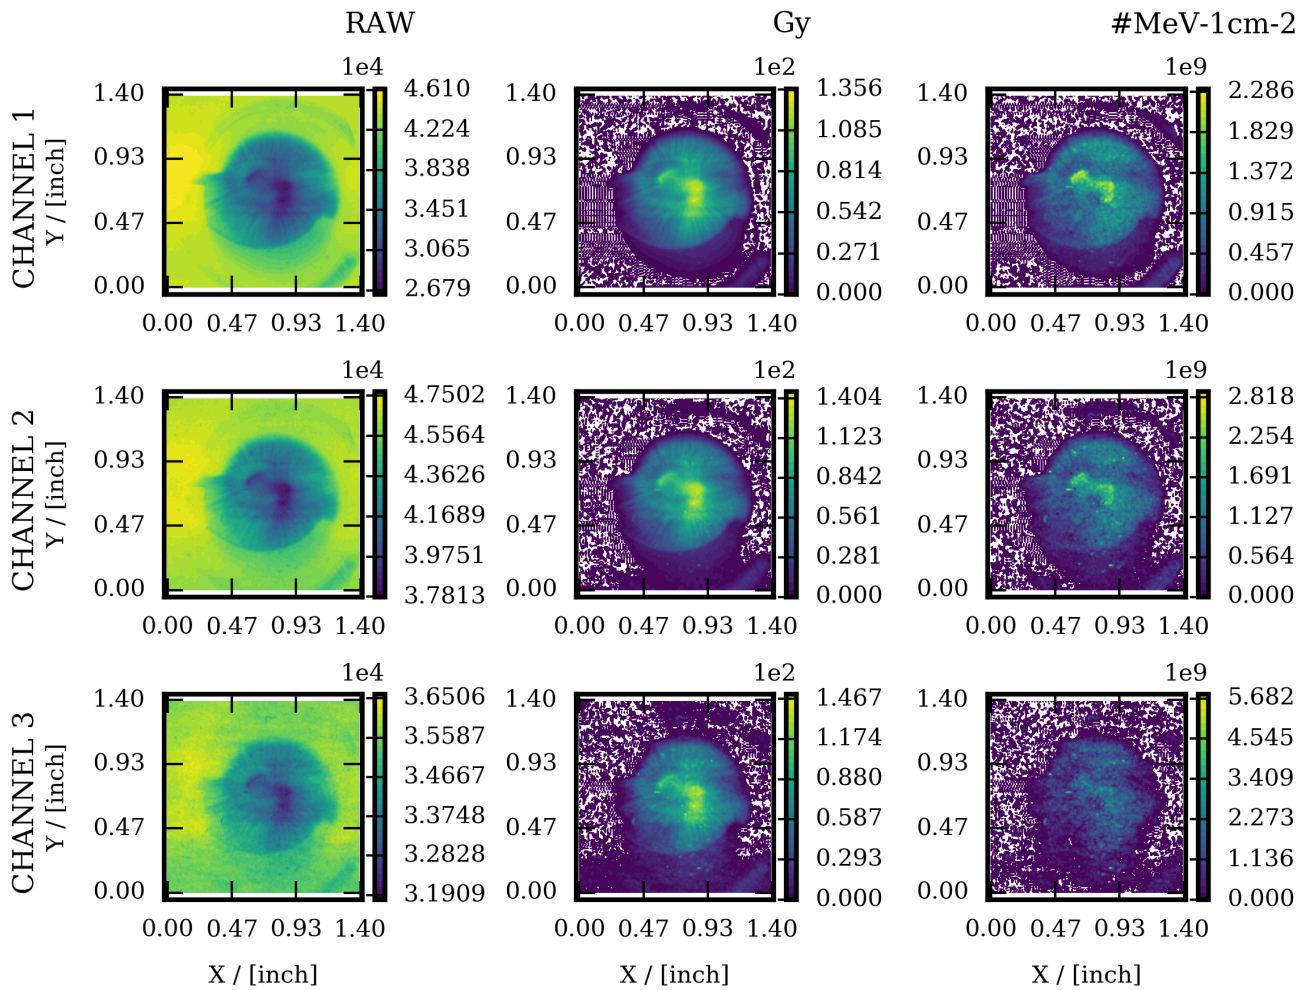 RAW Gy #MeV-1cm-2
CHANNEL 1
Y / [inch]
1e4 1e2 1e9
1.40 4.610 1.40 1.356 1.40 2.286
4.224 1.085 1.829
0.93 3.838 0.93 0.814 0.93 1.372
0.47 3.451 0.47 0.542 0.47 0.915
3.065 0.271 0.457
0.00 2.679 0.00 0.000 0.00 0.000
0.00 0.47 0.93 1.40 0.00 0.47 0.93 1.40 0.00 0.47 0.93 1.40
CHANNEL 2
Y / [inch]
1e4 1e2 1e9
1.40 4.7502 1.40 1.404 1.40 2.818
4.5564 1.123 2.254
0.93 4.3626 0.93 0.842 0.93 1.691
0.47 4.1689 0.47 0.561 0.47 1.127
3.9751 0.281 0.564
0.00 3.7813 0.00 0.000 0.00 0.000
0.00 0.47 0.93 1.40 0.00 0.47 0.93 1.40 0.00 0.47 0.93 1.40
CHANNEL 3
Y / [inch]
1e4 1e2 1e9
1.40 3.6506 1.40 1.467 1.40 5.682
3.5587 1.174 4.545
0.93 3.4667 0.93 0.880 0.93 3.409
0.47 3.3748 0.47 0.587 0.47 2.273
3.2828 0.293 1.136
0.00 3.1909 0.00 0.000 0.00 0.000
0.00 0.47 0.93 1.40 0.00 0.47 0.93 1.40 0.00 0.47 0.93 1.40
X / [inch] X / [inch] X / [inch]